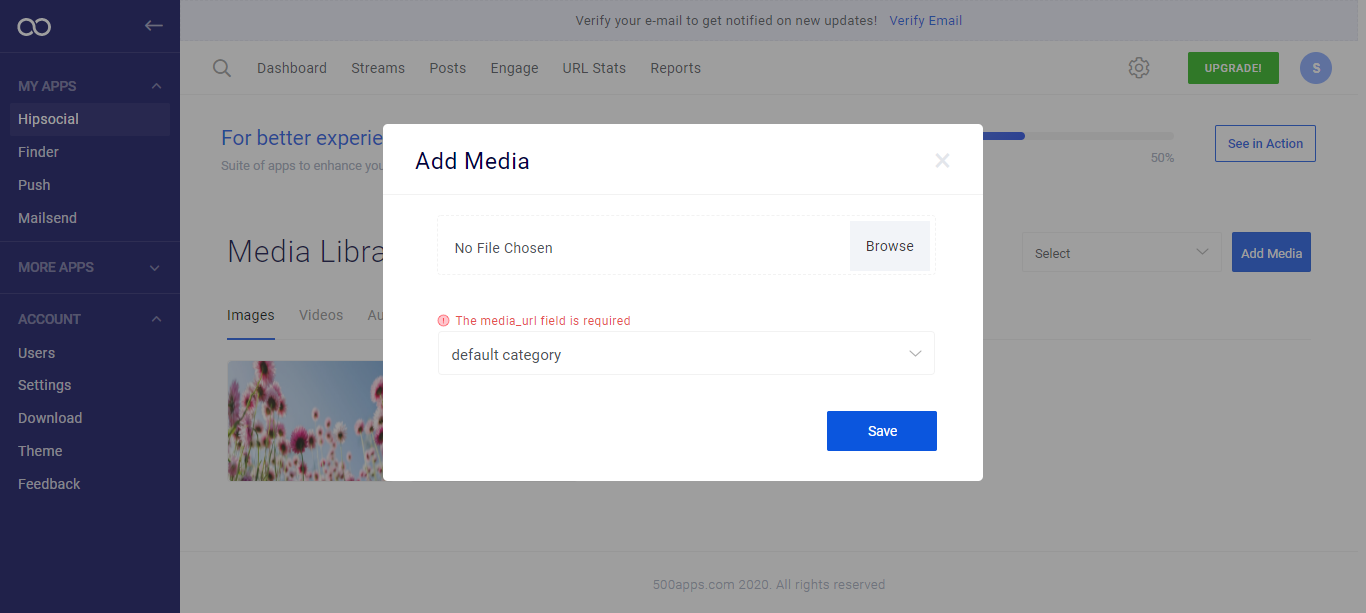 Verify your e-mail to get notified on new updates! Verify Email
MY APPS
Hipsocial
Finder
Push
Mailsend
MORE APPS
ACCOUNT
Users
Settings
Download
Theme
Feedback
Dashboard Streams Posts Engage URL Stats Reports
UPGRADE! S
For better experie
Suite of apps to enhance you
50%
See in Action
Media Libra
Select
Add Media
Images Videos Au
Add Media
No File Chosen
Browse
The media_url field is required
default category
Save
500apps.com 2020. All rights reserved